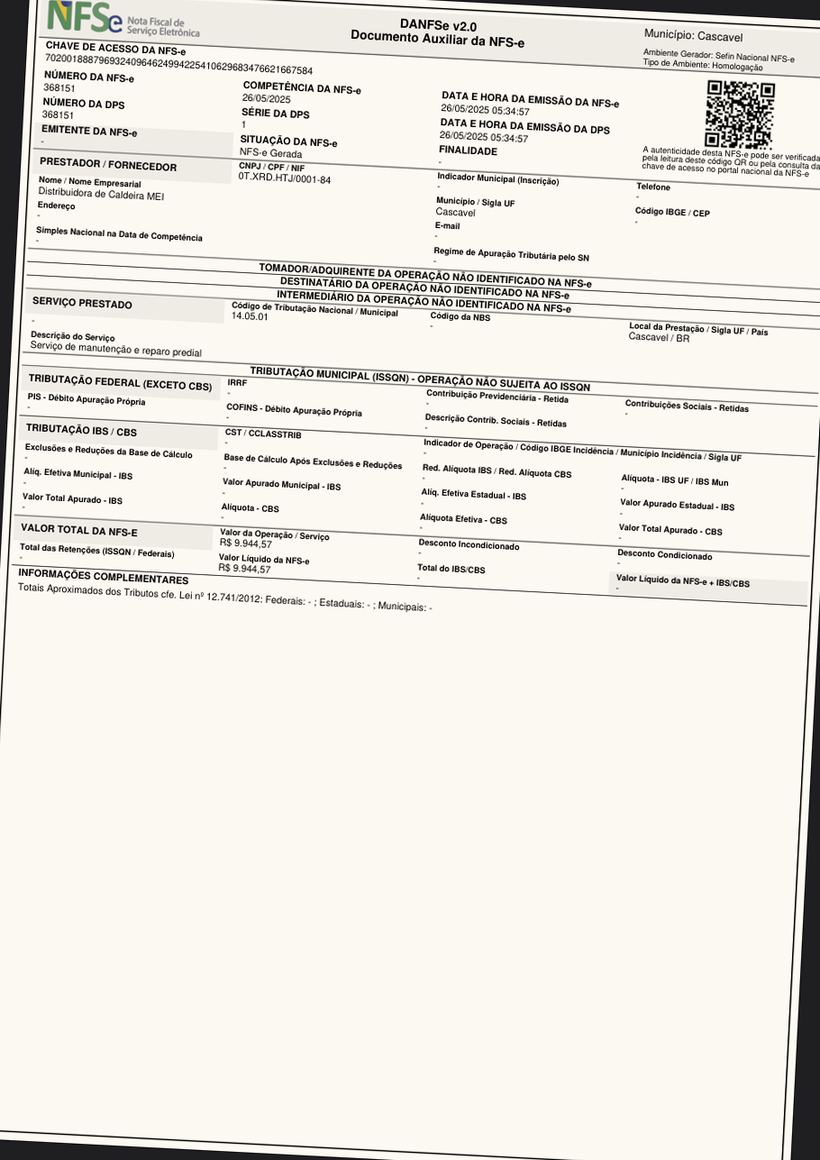 NFSe Nota Fiscal de
Serviço Eletrônica
DANFSe v2.0
Documento Auxiliar da NFS-e
Município: Cascavel
Ambiente Gerador: Sefin Nacional NFS-e
Tipo de Ambiente: Homologação
CHAVE DE ACESSO DA NFS-e
70200188879693240964624994225410629683476621667584
NÚMERO DA NFS-e
368151
COMPETÊNCIA DA NFS-e
26/05/2025
DATA E HORA DA EMISSÃO DA NFS-e
26/05/2025 05:34:57
NÚMERO DA DPS
368151
SÉRIE DA DPS
1
DATA E HORA DA EMISSÃO DA DPS
26/05/2025 05:34:57
EMITENTE DA NFS-e
-
SITUAÇÃO DA NFS-e
NFS-e Gerada
FINALIDADE
-
A autenticidade desta NFS-e pode ser verificada
pela leitura deste código QR ou pela consulta da
chave de acesso no portal nacional da NFS-e
PRESTADOR / FORNECEDOR
CNPJ / CPF / NIF
0T.XRD.HTJ/0001-84
Indicador Municipal (Inscrição)
-
Telefone
-
Nome / Nome Empresarial
Distribuidora de Caldeira MEI
Município / Sigla UF
Cascavel
Código IBGE / CEP
-
Endereço
-
E-mail
-
Simples Nacional na Data de Competência
-
Regime de Apuração Tributária pelo SN
-
TOMADOR/ADQUIRENTE DA OPERAÇÃO NÃO IDENTIFICADO NA NFS-e
DESTINATÁRIO DA OPERAÇÃO NÃO IDENTIFICADO NA NFS-e
INTERMEDIÁRIO DA OPERAÇÃO NÃO IDENTIFICADO NA NFS-e
SERVIÇO PRESTADO
-
Código de Tributação Nacional / Municipal
14.05.01
Código da NBS
-
Local da Prestação / Sigla UF / País
Cascavel / BR
Descrição do Serviço
Serviço de manutenção e reparo predial
TRIBUTAÇÃO MUNICIPAL (ISSQN) - OPERAÇÃO NÃO SUJEITA AO ISSQN
TRIBUTAÇÃO FEDERAL (EXCETO CBS)
IRRF
-
Contribuição Previdenciária - Retida
-
Contribuições Sociais - Retidas
-
PIS - Débito Apuração Própria
-
COFINS - Débito Apuração Própria
-
Descrição Contrib. Sociais - Retidas
-
TRIBUTAÇÃO IBS / CBS
CST / CCLASSTRIB
-
Indicador de Operação / Código IBGE Incidência / Município Incidência / Sigla UF
-
Exclusões e Reduções da Base de Cálculo
-
Base de Cálculo Após Exclusões e Reduções
-
Red. Alíquota IBS / Red. Alíquota CBS
-
Alíquota - IBS UF / IBS Mun
-
Alíq. Efetiva Municipal - IBS
-
Valor Apurado Municipal - IBS
-
Alíq. Efetiva Estadual - IBS
-
Valor Apurado Estadual - IBS
-
Valor Total Apurado - IBS
-
Alíquota - CBS
-
Alíquota Efetiva - CBS
-
Valor Total Apurado - CBS
-
VALOR TOTAL DA NFS-E
Valor da Operação / Serviço
R$ 9.944,57
Desconto Incondicionado
-
Desconto Condicionado
-
Total das Retenções (ISSQN / Federais)
-
Valor Líquido da NFS-e
R$ 9.944,57
Total do IBS/CBS
-
Valor Líquido da NFS-e + IBS/CBS
-
INFORMAÇÕES COMPLEMENTARES
Totais Aproximados dos Tributos cfe. Lei nº 12.741/2012: Federais: - ; Estaduais: - ; Municipais: -